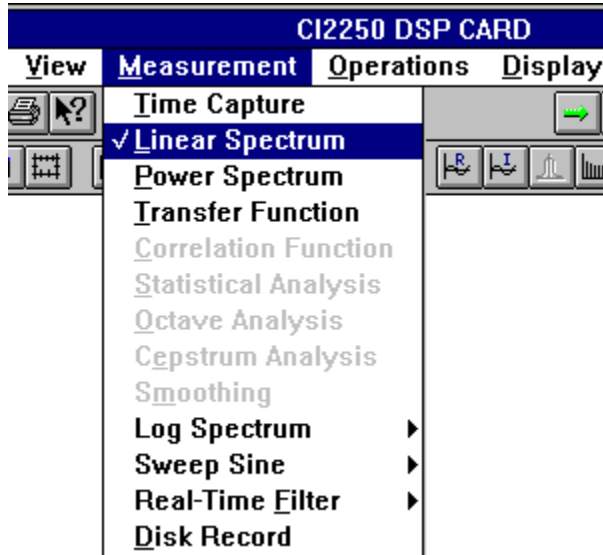 CI2250 DSP CARD
View Measurement Operations Display
R I
Time Capture
✓ Linear Spectrum
Power Spectrum
Transfer Function
Correlation Function
Statistical Analysis
Octave Analysis
Cepstrum Analysis
Smoothing
Log Spectrum
Sweep Sine
Real-Time Filter
Disk Record